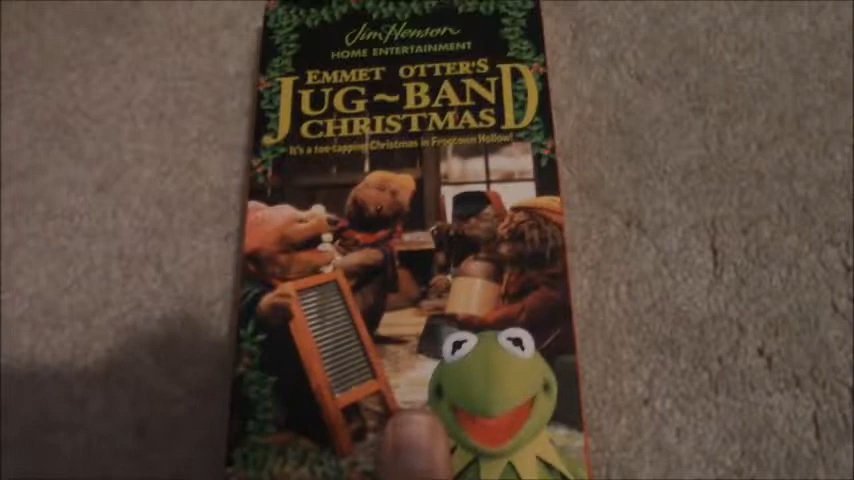 Jim Henson
HOME ENTERTAINMENT
EMMET OTTER'S
JUG~BAND
CHRISTMAS
It's a toe-tapping Christmas in Frogtown Hollow!